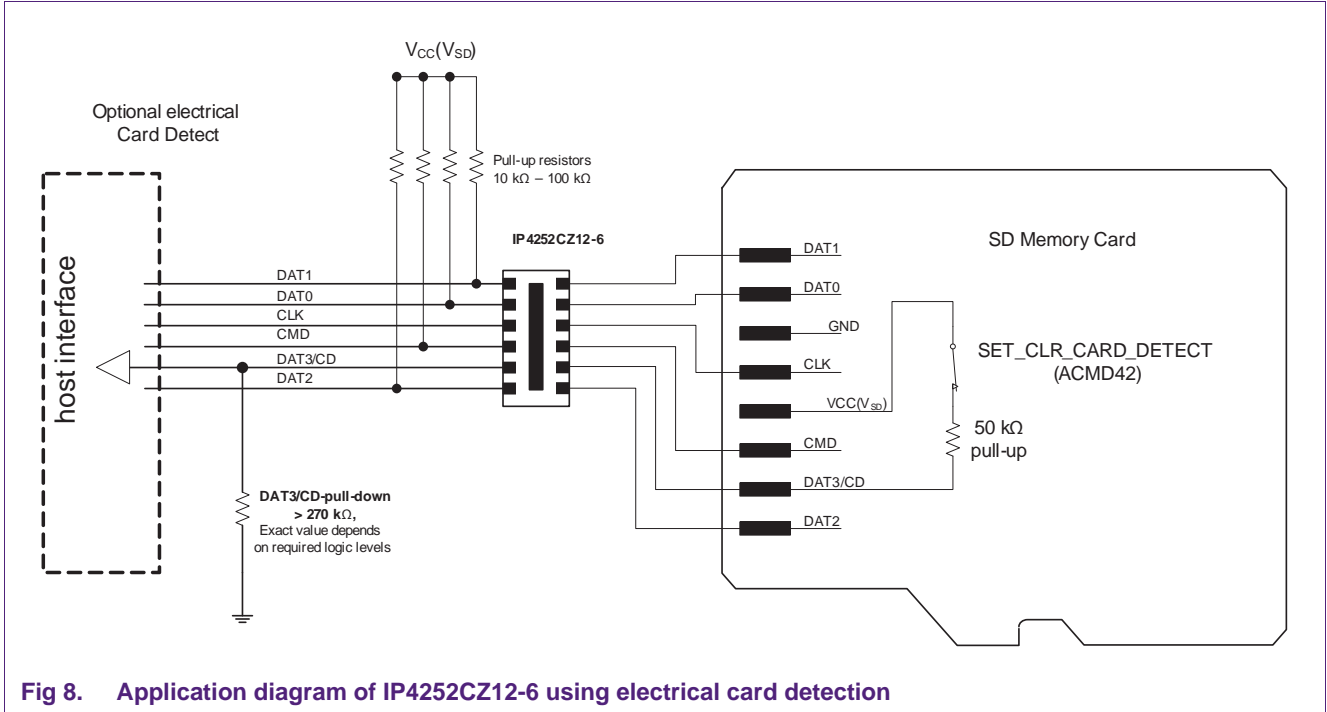 V_CC(V_SD)
Optional electrical
Card Detect
Pull-up resistors
10 kΩ – 100 kΩ
IP4252CZ12-6
host interface
DAT1
DAT0
CLK
CMD
DAT3/CD
DAT2
DAT3/CD-pull-down
> 270 kΩ,
Exact value depends
on required logic levels
SD Memory Card
DAT1
DAT0
GND
CLK
VCC(V_SD)
CMD
DAT3/CD
DAT2
SET_CLR_CARD_DETECT
(ACMD42)
50 kΩ
pull-up
Fig 8. Application diagram of IP4252CZ12-6 using electrical card detection